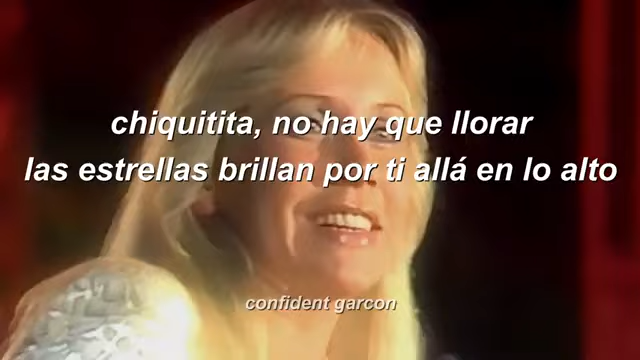 chiquitita, no hay que llorar
las estrellas brillan por ti allá en lo alto
confident garcon